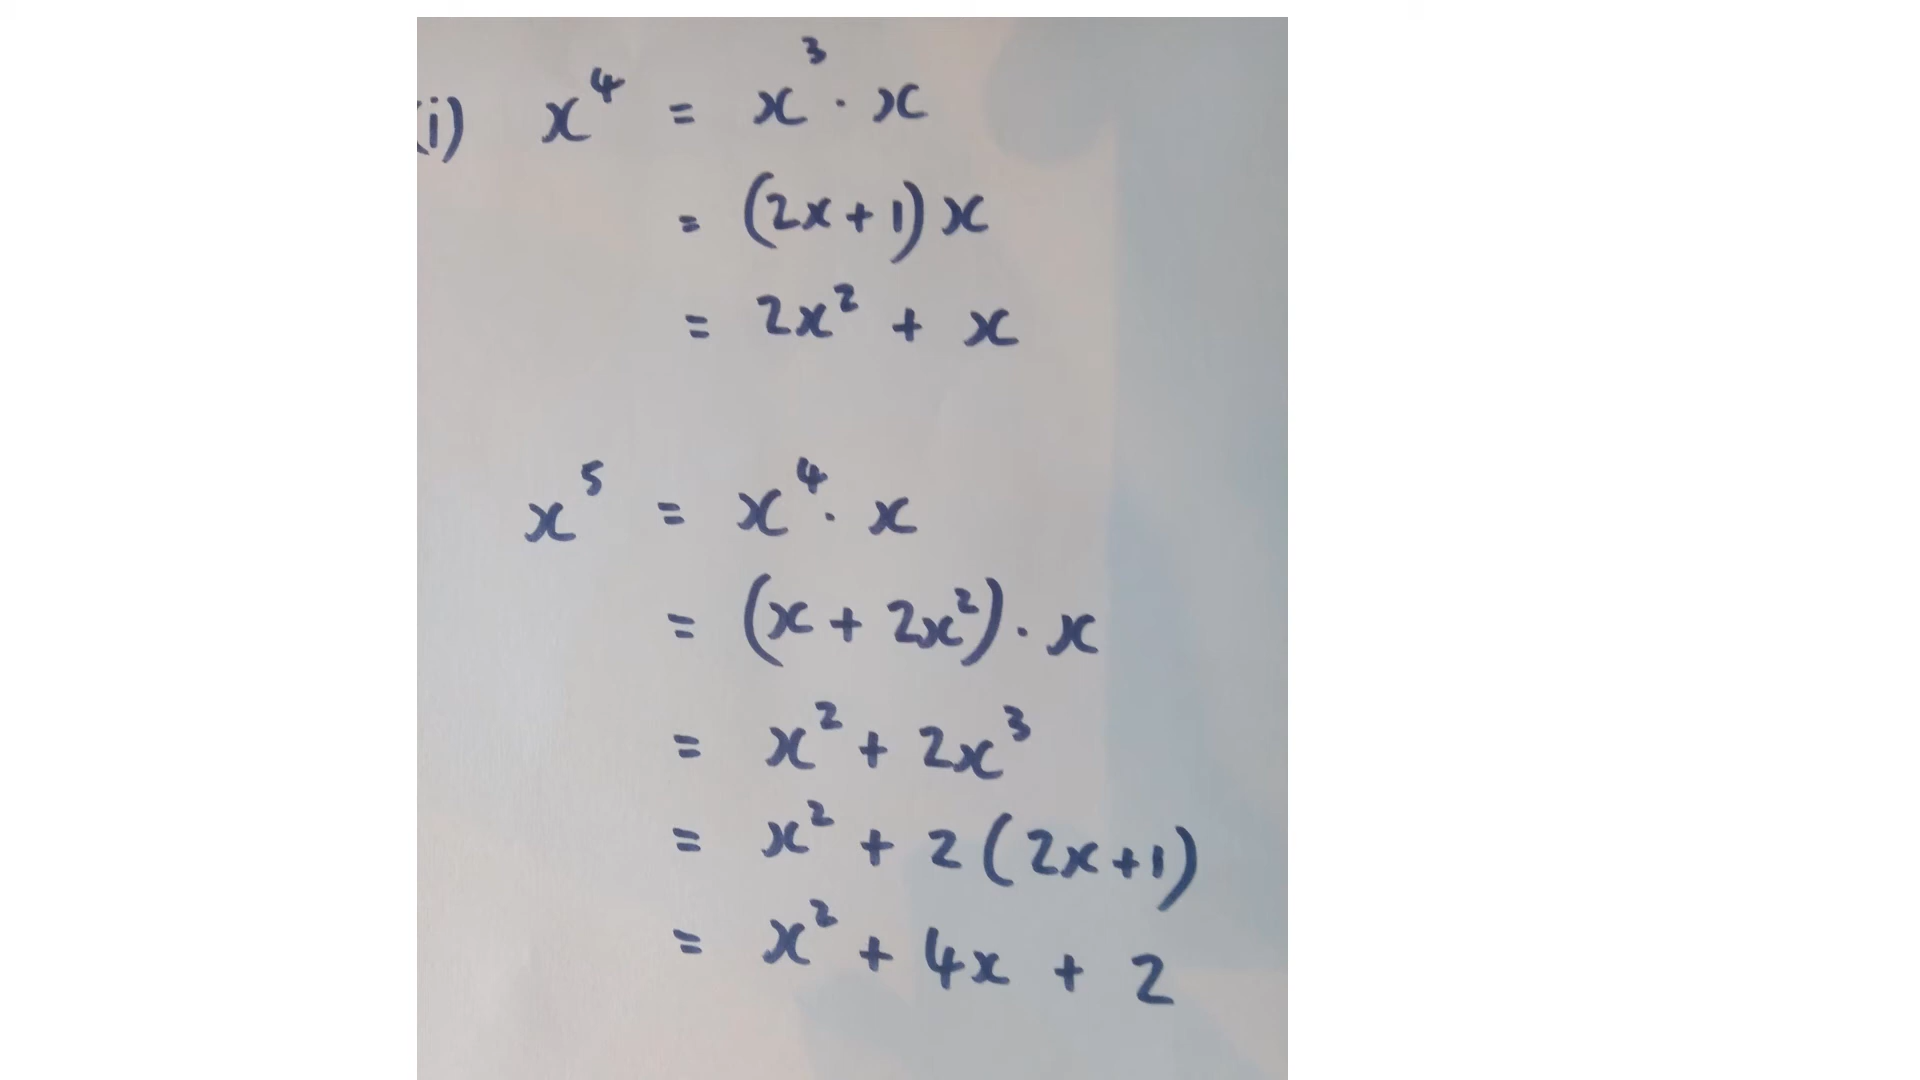 (i) x⁴ = x³ · x
= (2x+1)x
= 2x² + x
x⁵ = x⁴ · x
= (x + 2x²) · x
= x² + 2x³
= x² + 2(2x+1)
= x² + 4x + 2